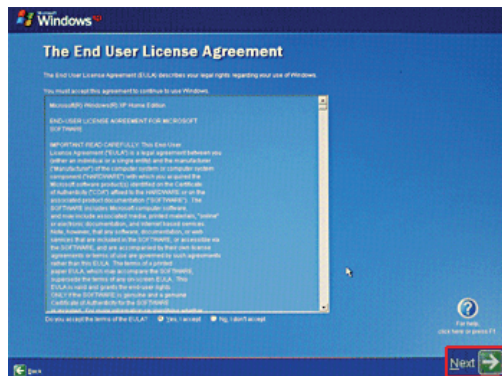 Microsoft
Windows xp
The End User License Agreement
The End User License Agreement (EULA) describes your legal rights regarding your use of Windows.
You must accept this agreement to continue to use Windows.
Microsoft(R) Windows(R) XP Home Edition
END-USER LICENSE AGREEMENT FOR MICROSOFT
SOFTWARE
IMPORTANT-READ CAREFULLY: This End-User
License Agreement ("EULA") is a legal agreement between you
(either an individual or a single entity) and the manufacturer
("Manufacturer") of the computer system or computer system
component ("HARDWARE") with which you acquired the
Microsoft software product(s) identified on the Certificate
of Authenticity ("COA") affixed to the HARDWARE or on the
associated product documentation ("SOFTWARE"). The
SOFTWARE includes Microsoft computer software,
and may include associated media, printed materials, "online"
or electronic documentation, and internet based services.
Note, however, that any software, documentation, or web
services that are included in the SOFTWARE, or accessible via
the SOFTWARE, and are accompanied by their own license
agreements or terms of use are governed by such agreements
rather than this EULA. The terms of a printed
paper EULA, which may accompany the SOFTWARE,
supersede the terms of any on-screen EULA. This
EULA is valid and grants the end-user rights
ONLY if the SOFTWARE is genuine and a genuine
Certificate of Authenticity for the SOFTWARE
Do you accept the terms of the EULA? Yes, I accept No, I don't accept
For help,
click here or press F1.
Back
Next